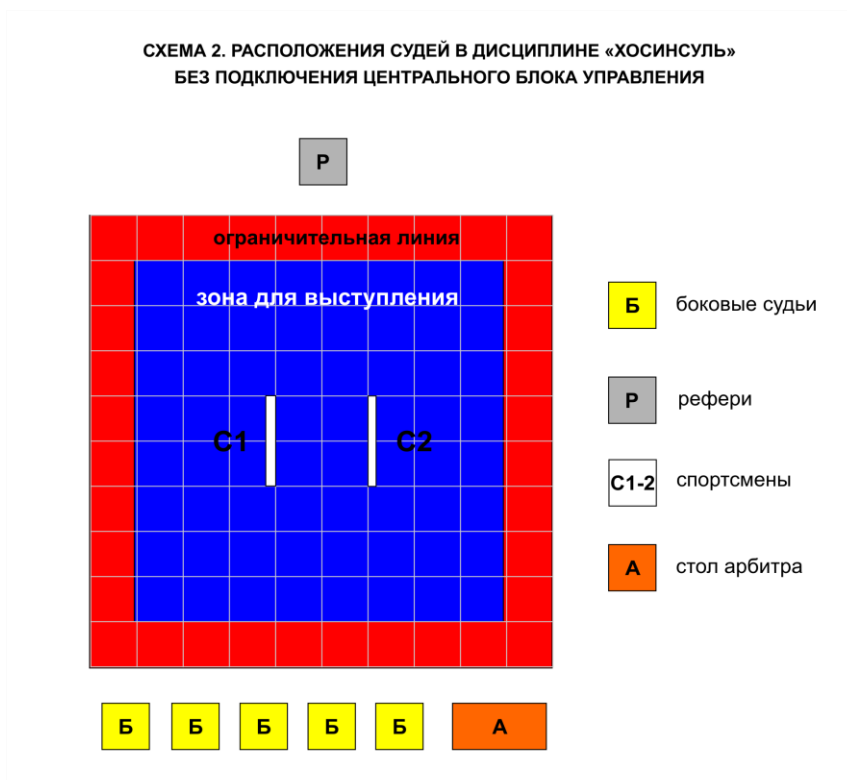 СХЕМА 2. РАСПОЛОЖЕНИЯ СУДЕЙ В ДИСЦИПЛИНЕ «ХОСИНСУЛЬ»
БЕЗ ПОДКЛЮЧЕНИЯ ЦЕНТРАЛЬНОГО БЛОКА УПРАВЛЕНИЯ
Р
ограничительная линия
зона для выступления
С1
С2
Б
боковые судьи
Р
рефери
С1-2
спортсмены
А
стол арбитра
Б
Б
Б
Б
Б
А